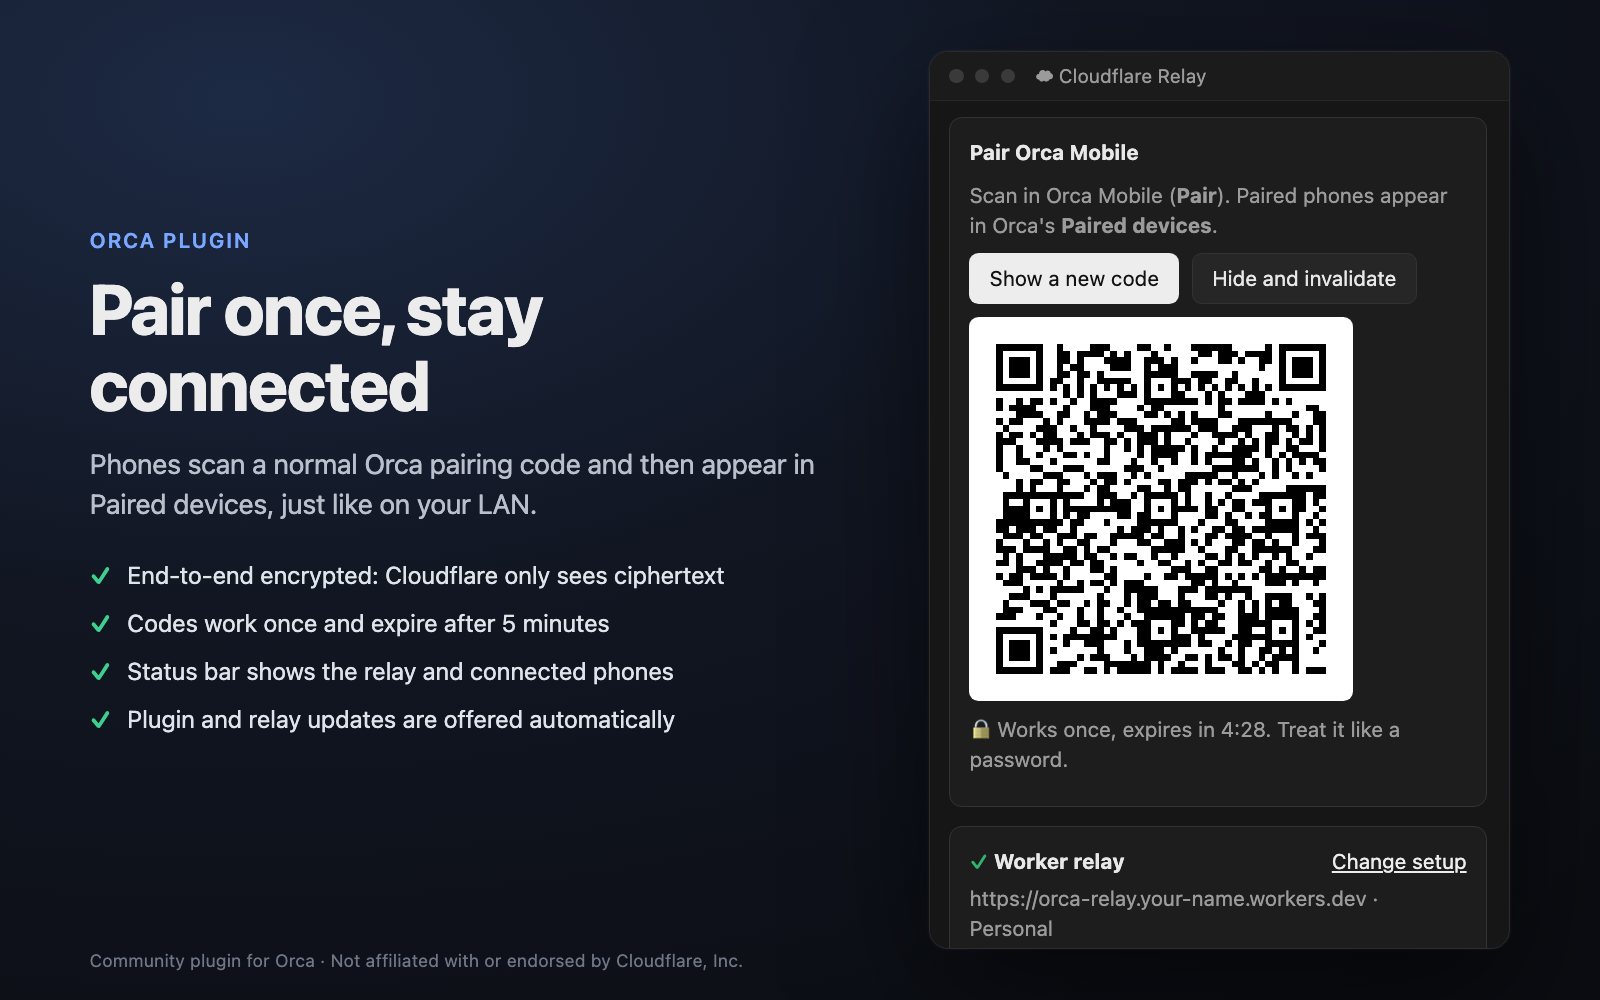 ORCA PLUGIN
Pair once, stay
connected
Phones scan a normal Orca pairing code and then appear in
Paired devices, just like on your LAN.
End-to-end encrypted: Cloudflare only sees ciphertext
Codes work once and expire after 5 minutes
Status bar shows the relay and connected phones
Plugin and relay updates are offered automatically
Community plugin for Orca · Not affiliated with or endorsed by Cloudflare, Inc.
Cloudflare Relay
Pair Orca Mobile
Scan in Orca Mobile (Pair). Paired phones appear
in Orca's Paired devices.
Show a new code
Hide and invalidate
Works once, expires in 4:28. Treat it like a
password.
Worker relay
Change setup
https://orca-relay.your-name.workers.dev ·
Personal